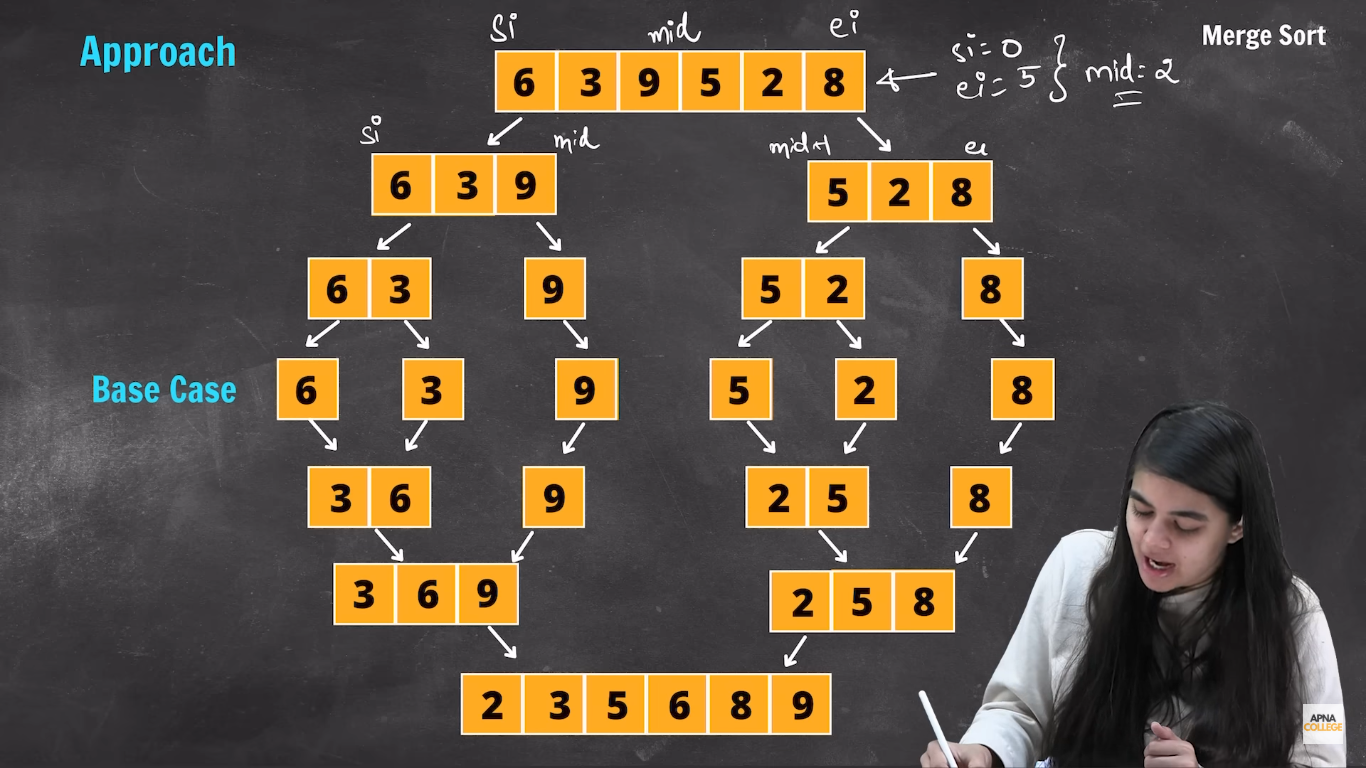 Approach
Merge Sort
si mid ei
6 3 9 5 2 8
si = 0
ei = 5 } mid = 2
si mid
mid+1 ei
6 3 9 5 2 8
6 3 9 5 2 8
Base Case
6 3 9 5 2 8
3 6 9 2 5 8
3 6 9 2 5 8
2 3 5 6 8 9
APNA
COLLEGE